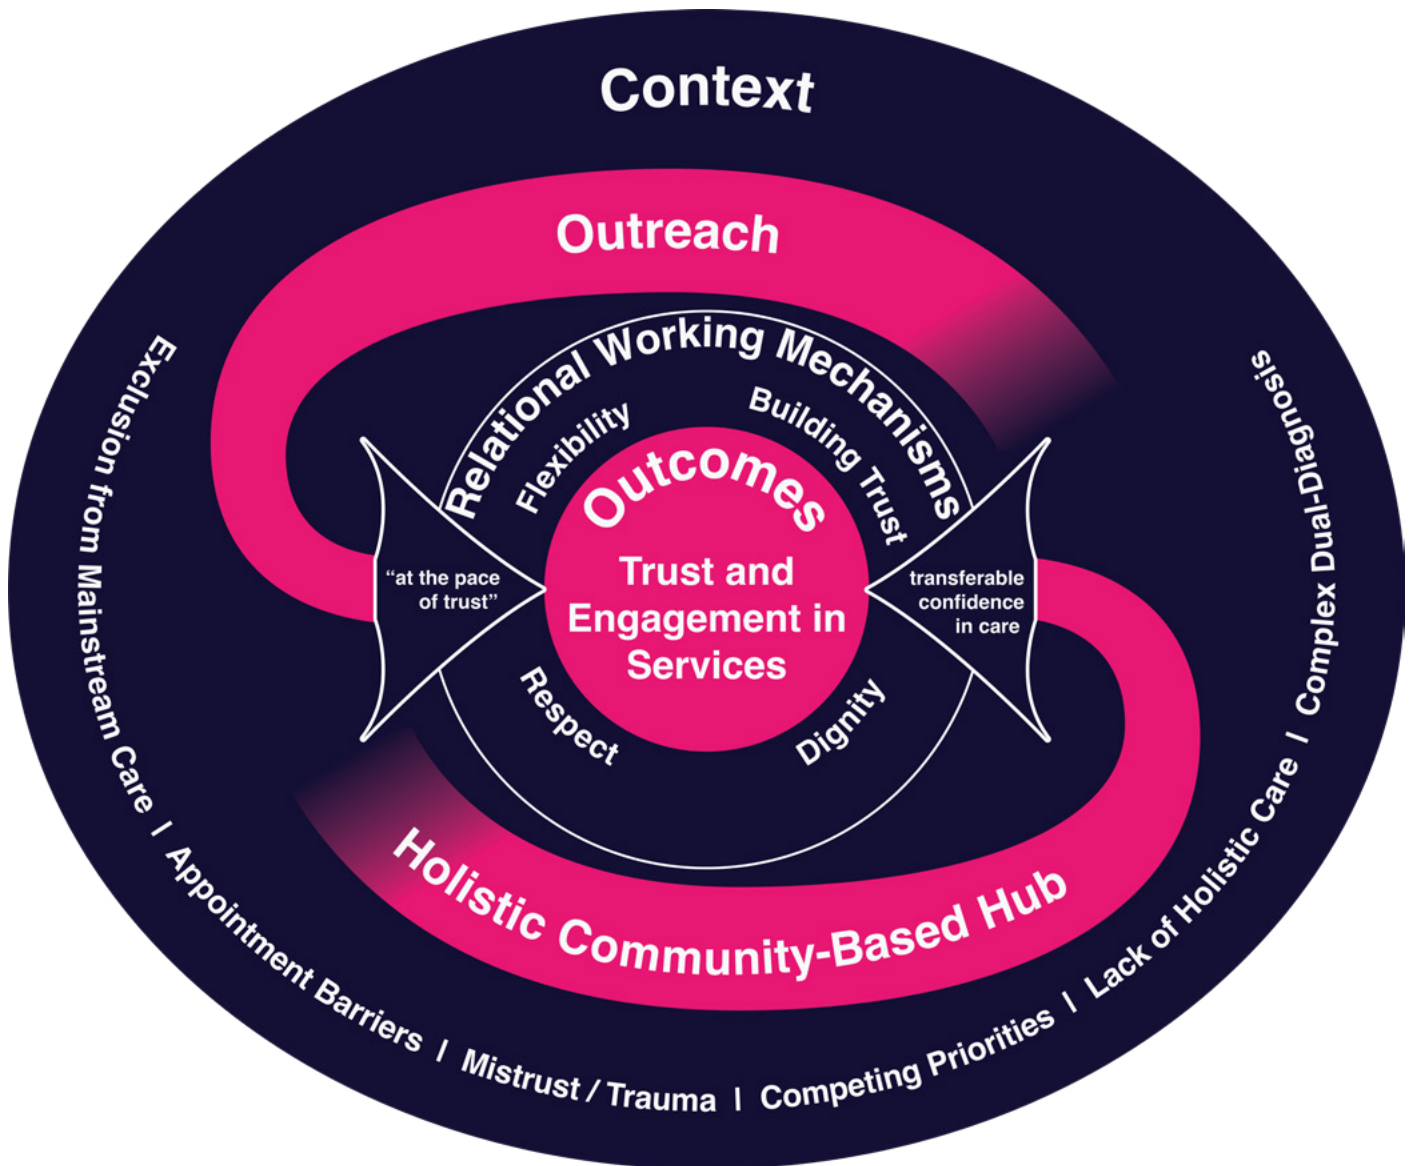 Context
Outreach
Relational Working Mechanisms
Flexibility
Building Trust
Outcomes
Trust and
Engagement in
Services
“at the pace
of trust”
transferable
confidence
in care
Respect
Dignity
Holistic Community-Based Hub
Exclusion from Mainstream Care | Appointment Barriers | Mistrust / Trauma | Competing Priorities | Lack of Holistic Care | Complex Dual-Diagnosis